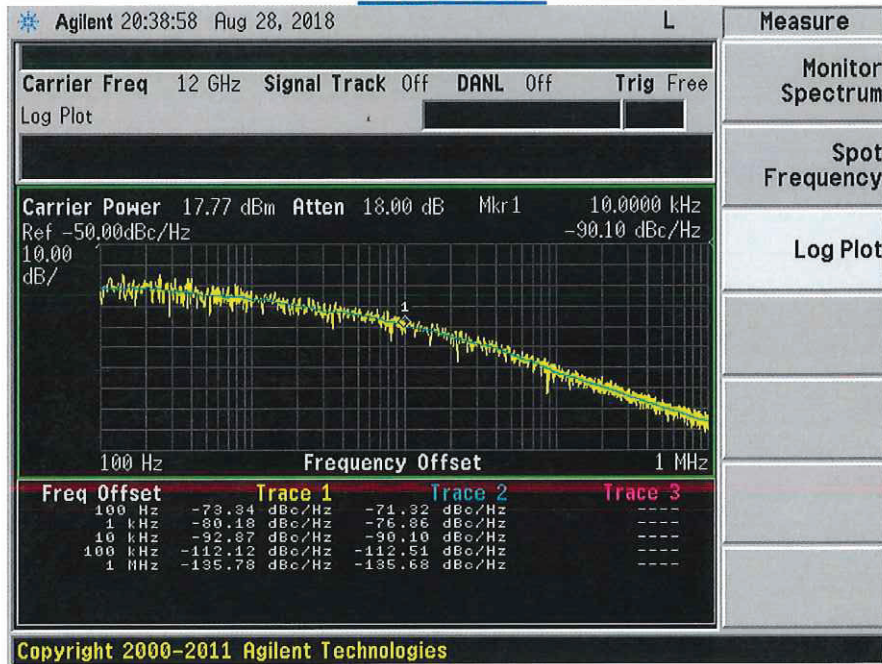 Agilent 20:38:58 Aug 28, 2018 L
Measure
Carrier Freq 12 GHz Signal Track Off DANL Off Trig Free
Log Plot
Carrier Power 17.77 dBm Atten 18.00 dB Mkr1 10.0000 kHz
Ref -50.00dBc/Hz -90.10 dBc/Hz
10.00
dB/
1
100 Hz Frequency Offset 1 MHz
Freq Offset Trace 1 Trace 2 Trace 3
100 Hz -73.34 dBc/Hz -71.32 dBc/Hz ----
1 kHz -80.18 dBc/Hz -76.86 dBc/Hz ----
10 kHz -92.87 dBc/Hz -90.10 dBc/Hz ----
100 kHz -112.12 dBc/Hz -112.51 dBc/Hz ----
1 MHz -135.78 dBc/Hz -135.68 dBc/Hz ----
Copyright 2000-2011 Agilent Technologies
Monitor
Spectrum
Spot
Frequency
Log Plot